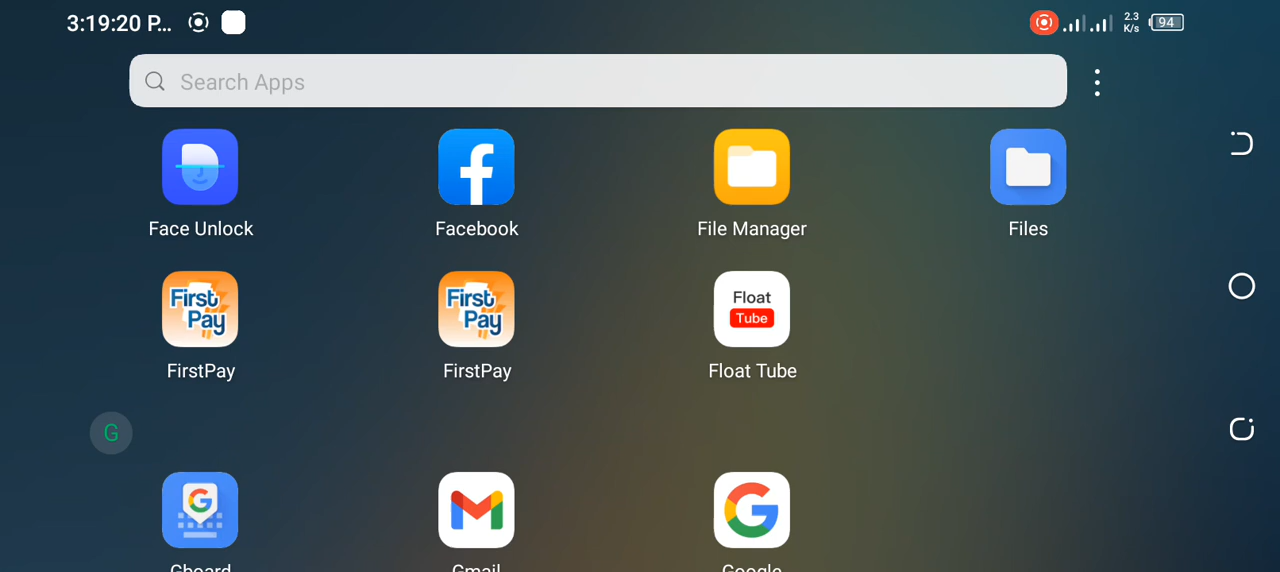 3:19:20 P... 2.3 K/s 94
Search Apps
Face Unlock Facebook File Manager Files
First Pay First Pay Float Tube
FirstPay FirstPay Float Tube
G
Gboard Gmail Google